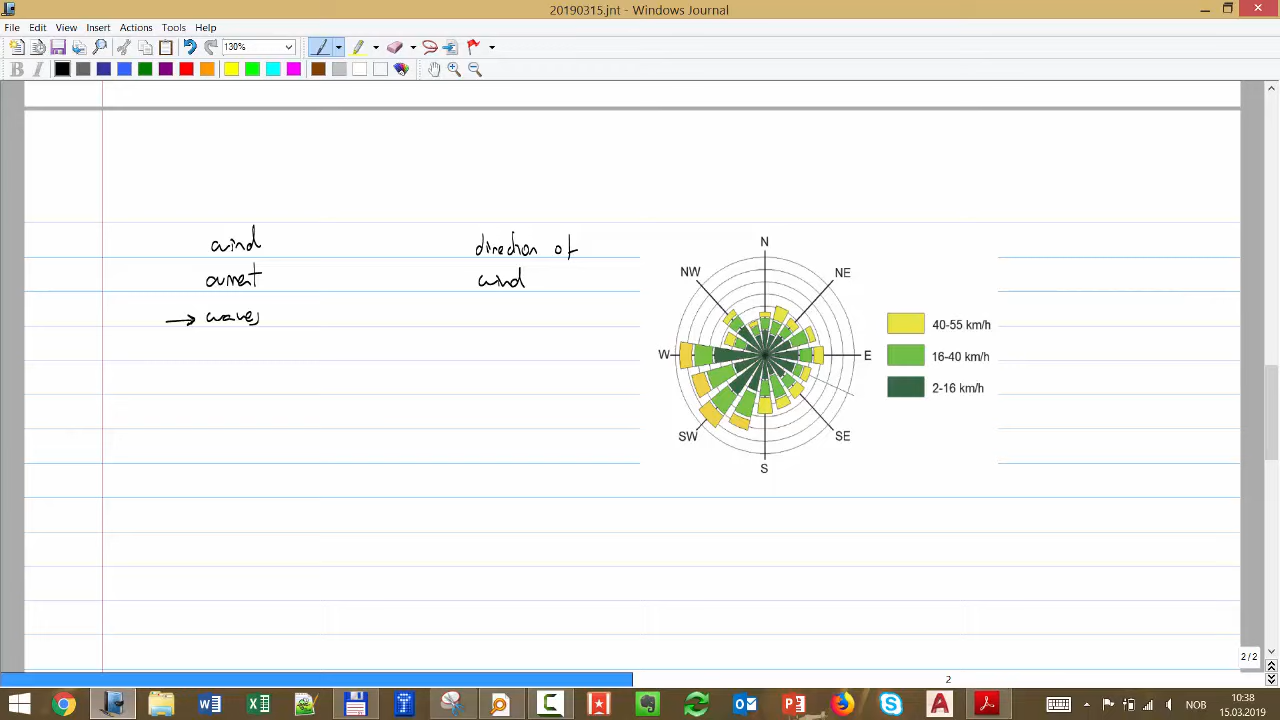 20190315.jnt - Windows Journal
File Edit View Insert Actions Tools Help
130%
B I
wind
current
→ waves
direction of
wind
N
NW NE
W E
SW SE
S
40-55 km/h
16-40 km/h
2-16 km/h
2 / 2
2
10:38
NOB
15.03.2019